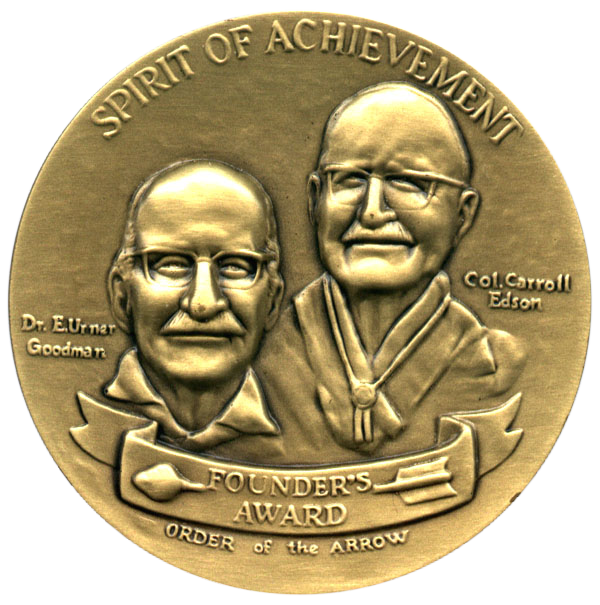 SPIRIT OF ACHIEVEMENT
Dr. E. Urner
Goodman
Col. Carroll
Edson
FOUNDER'S
AWARD
ORDER of the ARROW